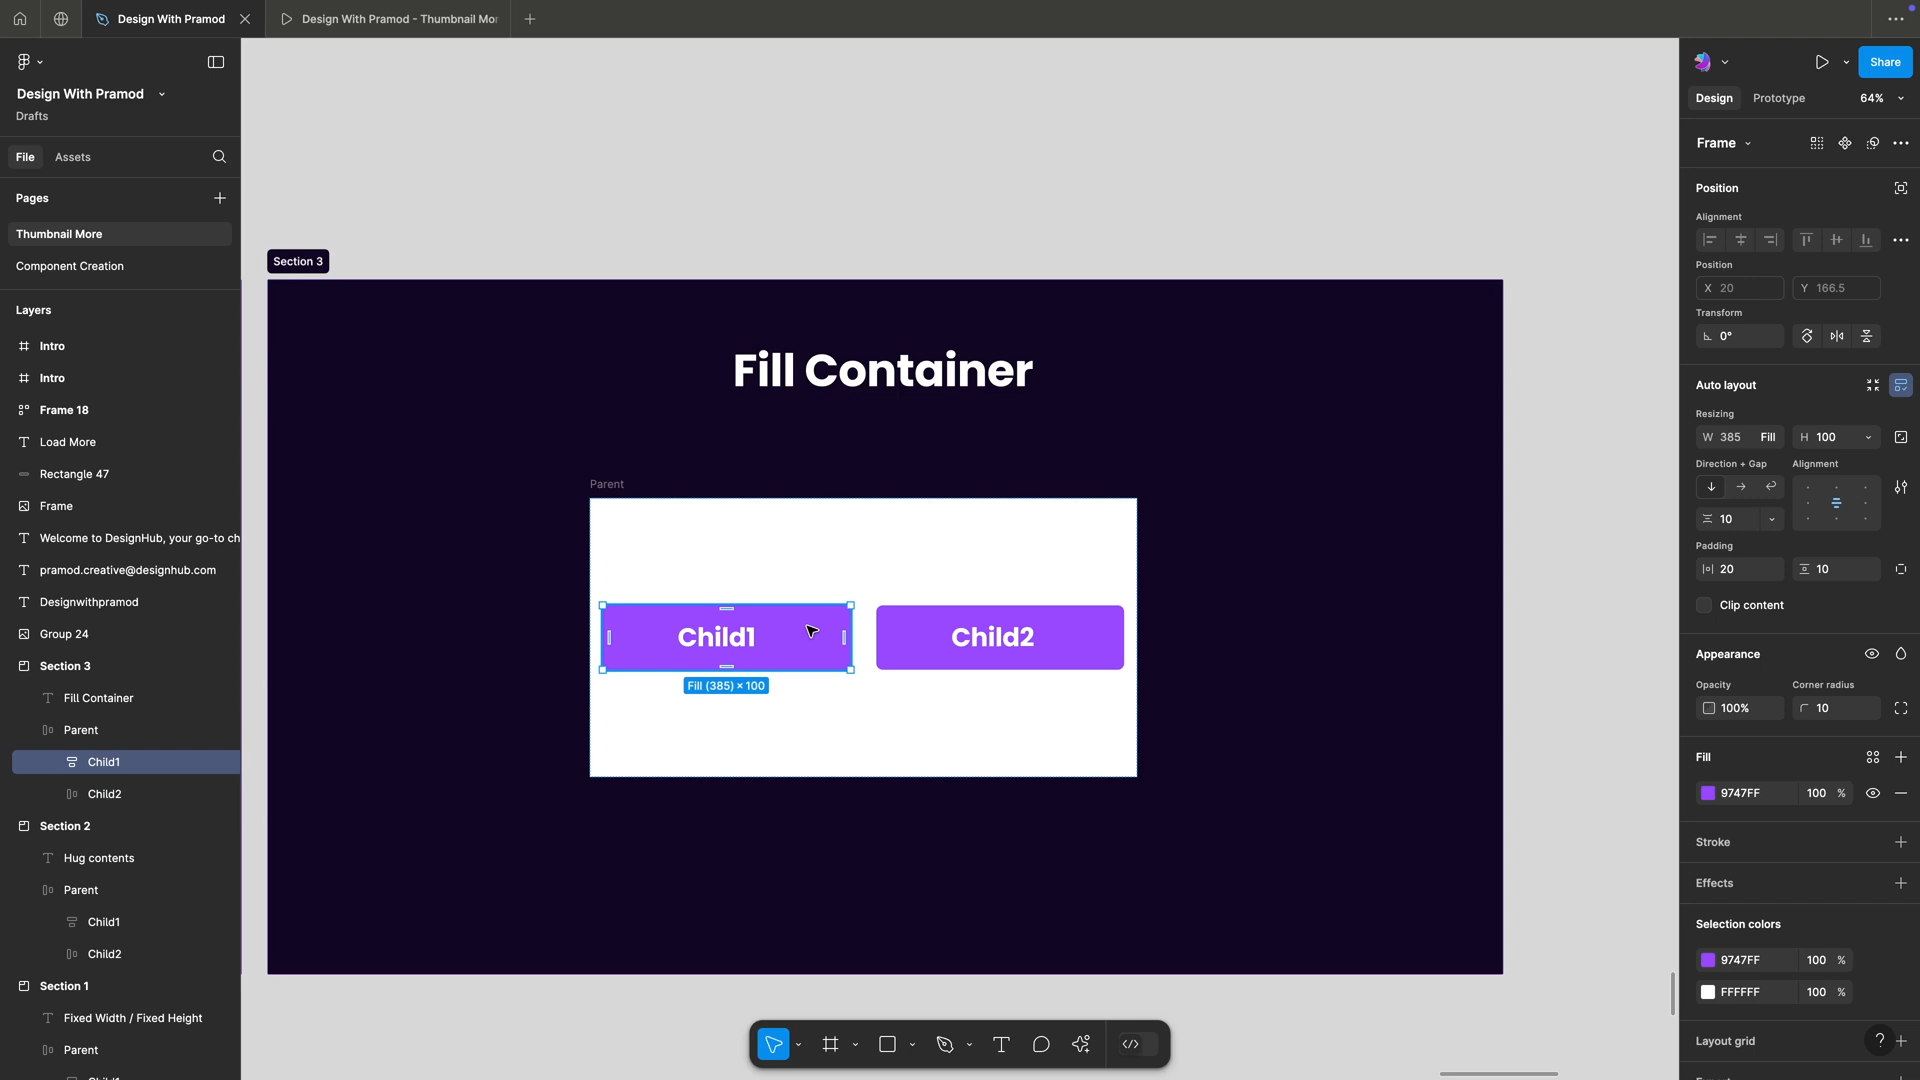 Design With Pramod
Design With Pramod - Thumbnail Mor
Design With Pramod
Drafts
File
Assets
Pages
Thumbnail More
Component Creation
Layers
Intro
Intro
Frame 18
Load More
Rectangle 47
Frame
Welcome to DesignHub, your go-to ch
pramod.creative@designhub.com
Designwithpramod
Group 24
Section 3
Fill Container
Parent
Child1
Child2
Section 2
Hug contents
Parent
Child1
Child2
Section 1
Fixed Width / Fixed Height
Parent
Section 3
Fill Container
Parent
Child1
Child2
Fill (385) × 100
Share
Design
Prototype
64%
Frame
Position
Alignment
Position
X 20
Y 166.5
Transform
0°
Auto layout
Resizing
W 385 Fill
H 100
Direction + Gap
Alignment
10
Padding
20
10
Clip content
Appearance
Opacity
Corner radius
100%
10
Fill
9747FF 100 %
Stroke
Effects
Selection colors
9747FF 100 %
FFFFFF 100 %
Layout grid
?